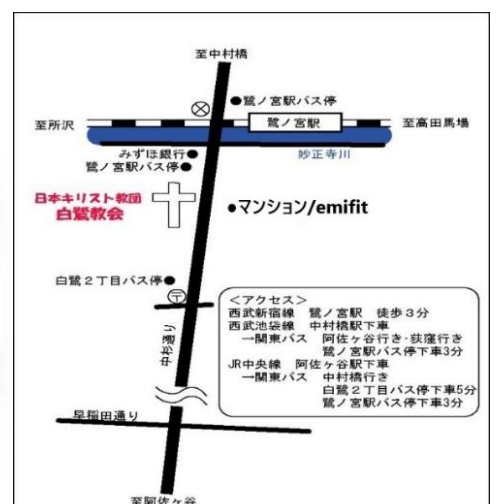 至中村橋
鷺ノ宮駅バス停
至所沢
鷺ノ宮駅
至高田馬場
みずほ銀行
妙正寺川
鷺ノ宮駅バス停
日本キリスト教団
白鷺教会
マンション/emifit
白鷺2丁目バス停
〒
中杉通り
<アクセス>
西武新宿線 鷺ノ宮駅 徒歩3分
西武池袋線 中村橋駅下車
→関東バス 阿佐ヶ谷行き・荻窪行き
鷺ノ宮駅バス停下車3分
JR中央線 阿佐ヶ谷駅下車
→関東バス 中村橋行き
白鷺2丁目バス停下車5分
鷺ノ宮駅バス停下車3分
早稲田通り
至阿佐ヶ谷